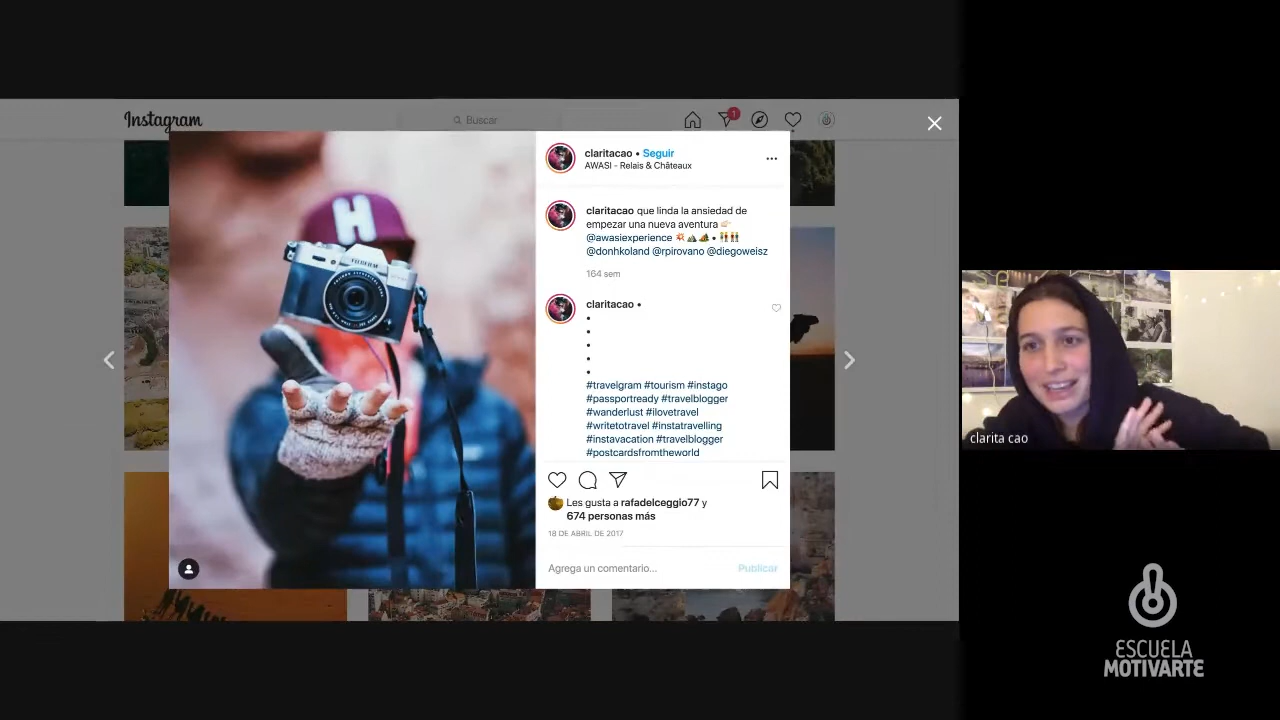 Instagram
Buscar
1
claritacao • Seguir
AWASI - Relais & Châteaux
claritacao que linda la ansiedad de
empezar una nueva aventura
@awasiexperience •
@donhkoland @rpirovano @diegoweisz
164 sem
claritacao •
•
•
•
•
•
#travelgram #tourism #instago
#passportready #travelblogger
#wanderlust #ilovetravel
#writetotravel #instatravelling
#instavacation #travelblogger
#postcardsfromtheworld
Les gusta a rafadelceggio77 y
674 personas más
18 DE ABRIL DE 2017
Agrega un comentario... Publicar
H
FUJIFILM
clarita cao
ESCUELA
MOTIVARTE